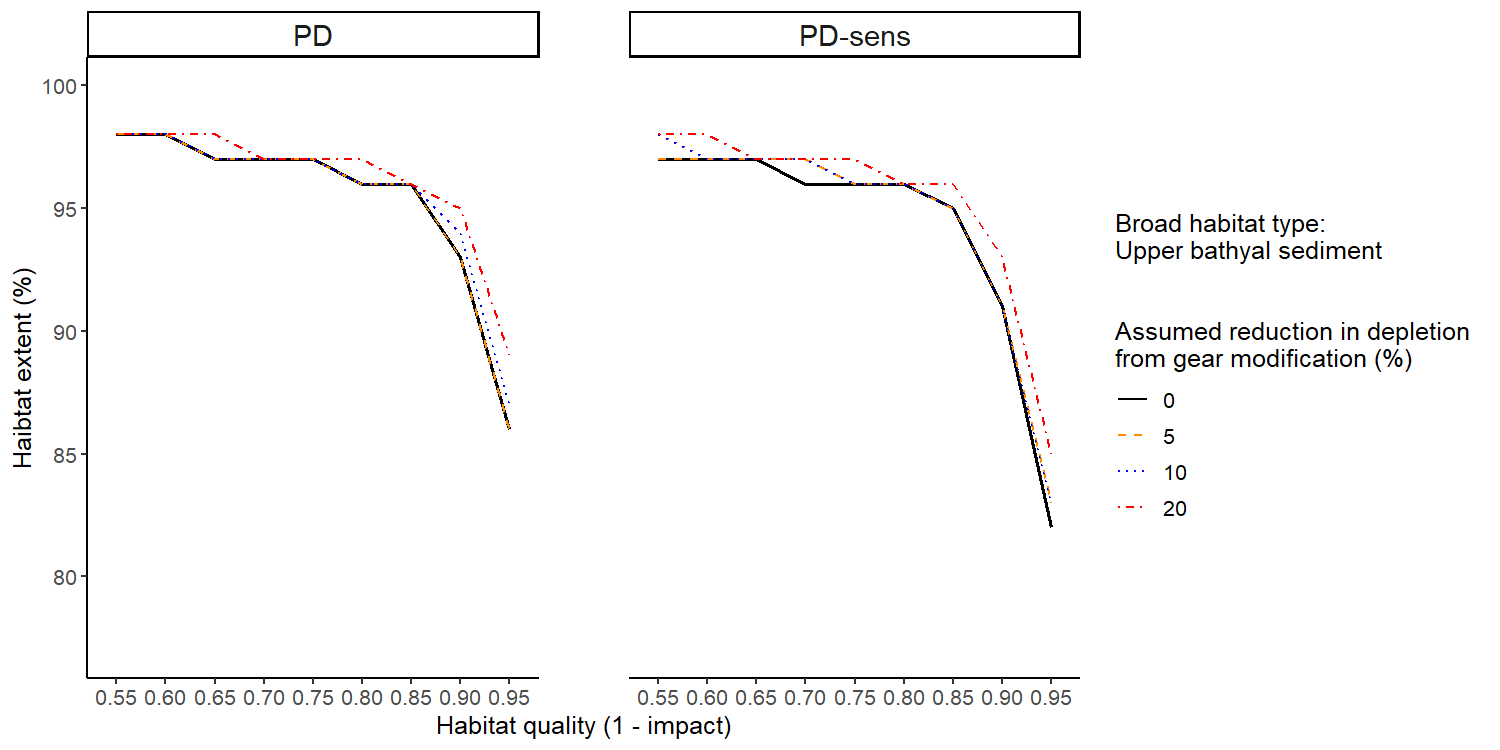 PD
PD-sens
100
95
90
85
80
Haibtat extent (%)
0.55 0.60 0.65 0.70 0.75 0.80 0.85 0.90 0.95
0.55 0.60 0.65 0.70 0.75 0.80 0.85 0.90 0.95
Habitat quality (1 - impact)
Broad habitat type:
Upper bathyal sediment
Assumed reduction in depletion
from gear modification (%)
0
5
10
20